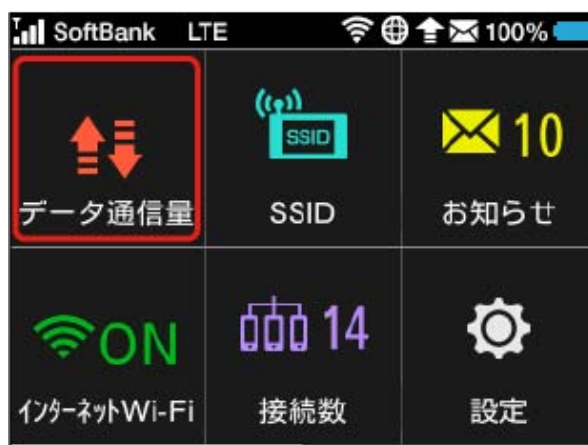 SoftBank LTE 100%
SSID
10
データ通信量
SSID
お知らせ
ON
14
インターネットWi-Fi
接続数
設定